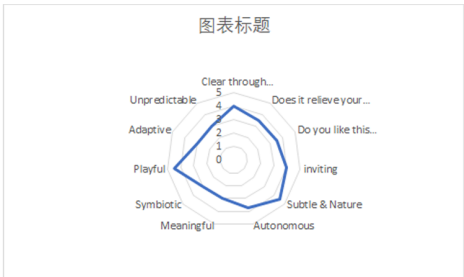 图表标题
Clear through...
Does it relieve your...
Do you like this...
inviting
Subtle & Nature
Autonomous
Meaningful
Symbiotic
Playful
Adaptive
Unpredictable
5
4
3
2
1
0